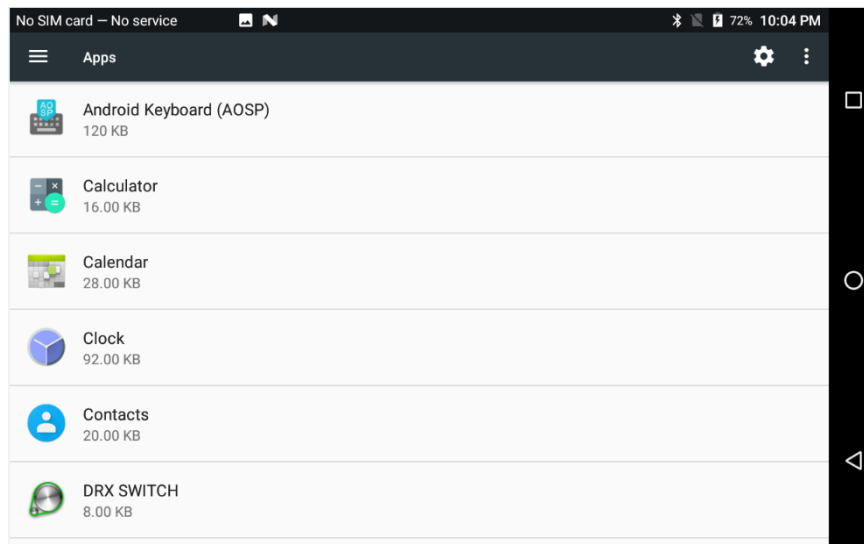 No SIM card — No service 72% 10:04 PM
Apps
Android Keyboard (AOSP)
120 KB
Calculator
16.00 KB
Calendar
28.00 KB
Clock
92.00 KB
Contacts
20.00 KB
DRX SWITCH
8.00 KB